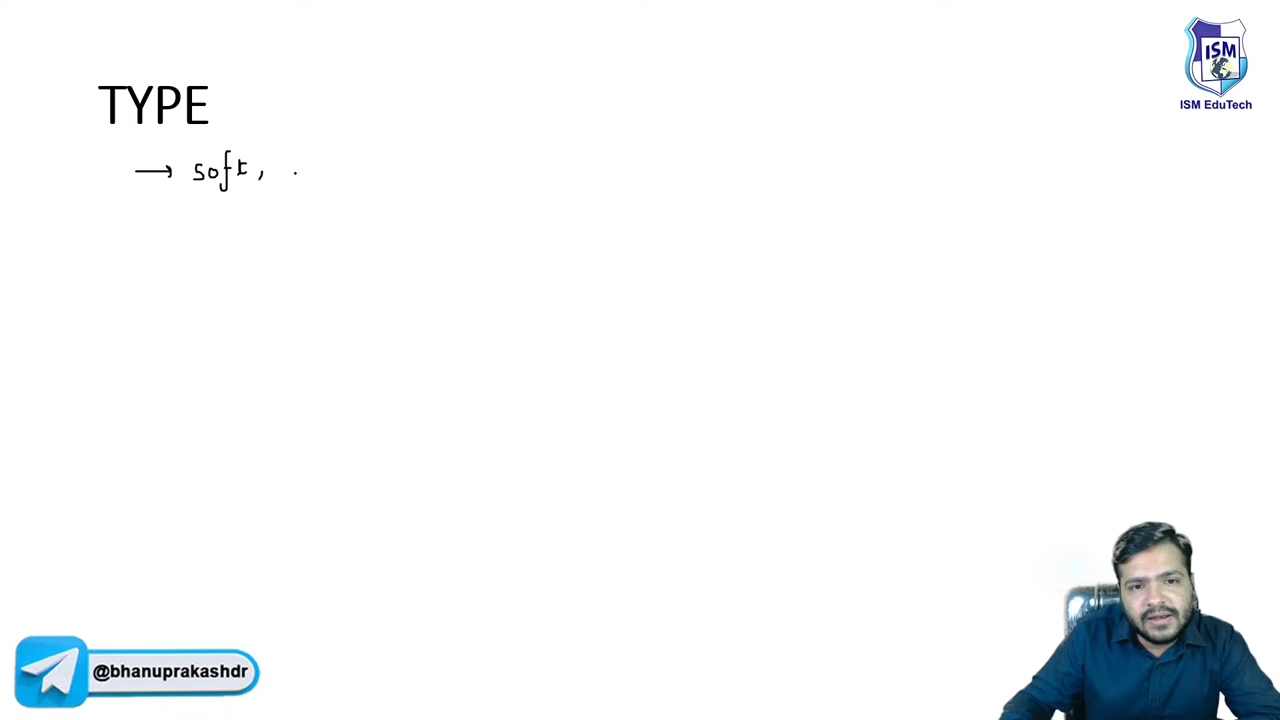 ISM
ISM EduTech
TYPE
→ soft, .
@bhanuprakashdr